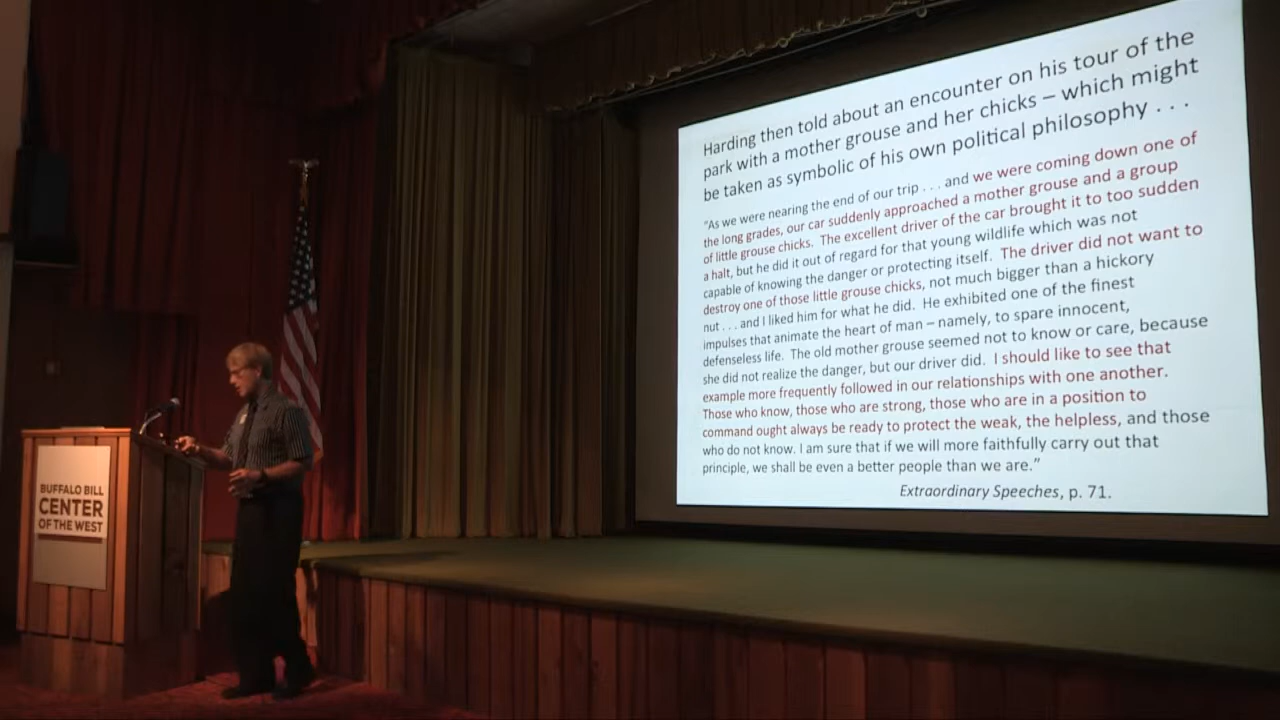 Harding then told about an encounter on his tour of the
park with a mother grouse and her chicks – which might
be taken as symbolic of his own political philosophy . . .
"As we were nearing the end of our trip . . . and we were coming down one of
the long grades, our car suddenly approached a mother grouse and a group
of little grouse chicks. The excellent driver of the car brought it to too sudden
a halt, but he did it out of regard for that young wildlife which was not
capable of knowing the danger or protecting itself. The driver did not want to
destroy one of those little grouse chicks, not much bigger than a hickory
nut . . . and I liked him for what he did. He exhibited one of the finest
impulses that animate the heart of man – namely, to spare innocent,
defenseless life. The old mother grouse seemed not to know or care, because
she did not realize the danger, but our driver did. I should like to see that
example more frequently followed in our relationships with one another.
Those who know, those who are strong, those who are in a position to
command ought always be ready to protect the weak, the helpless, and those
who do not know. I am sure that if we will more faithfully carry out that
principle, we shall be even a better people than we are."
Extraordinary Speeches, p. 71.
BUFFALO BILL
CENTER
OF THE WEST